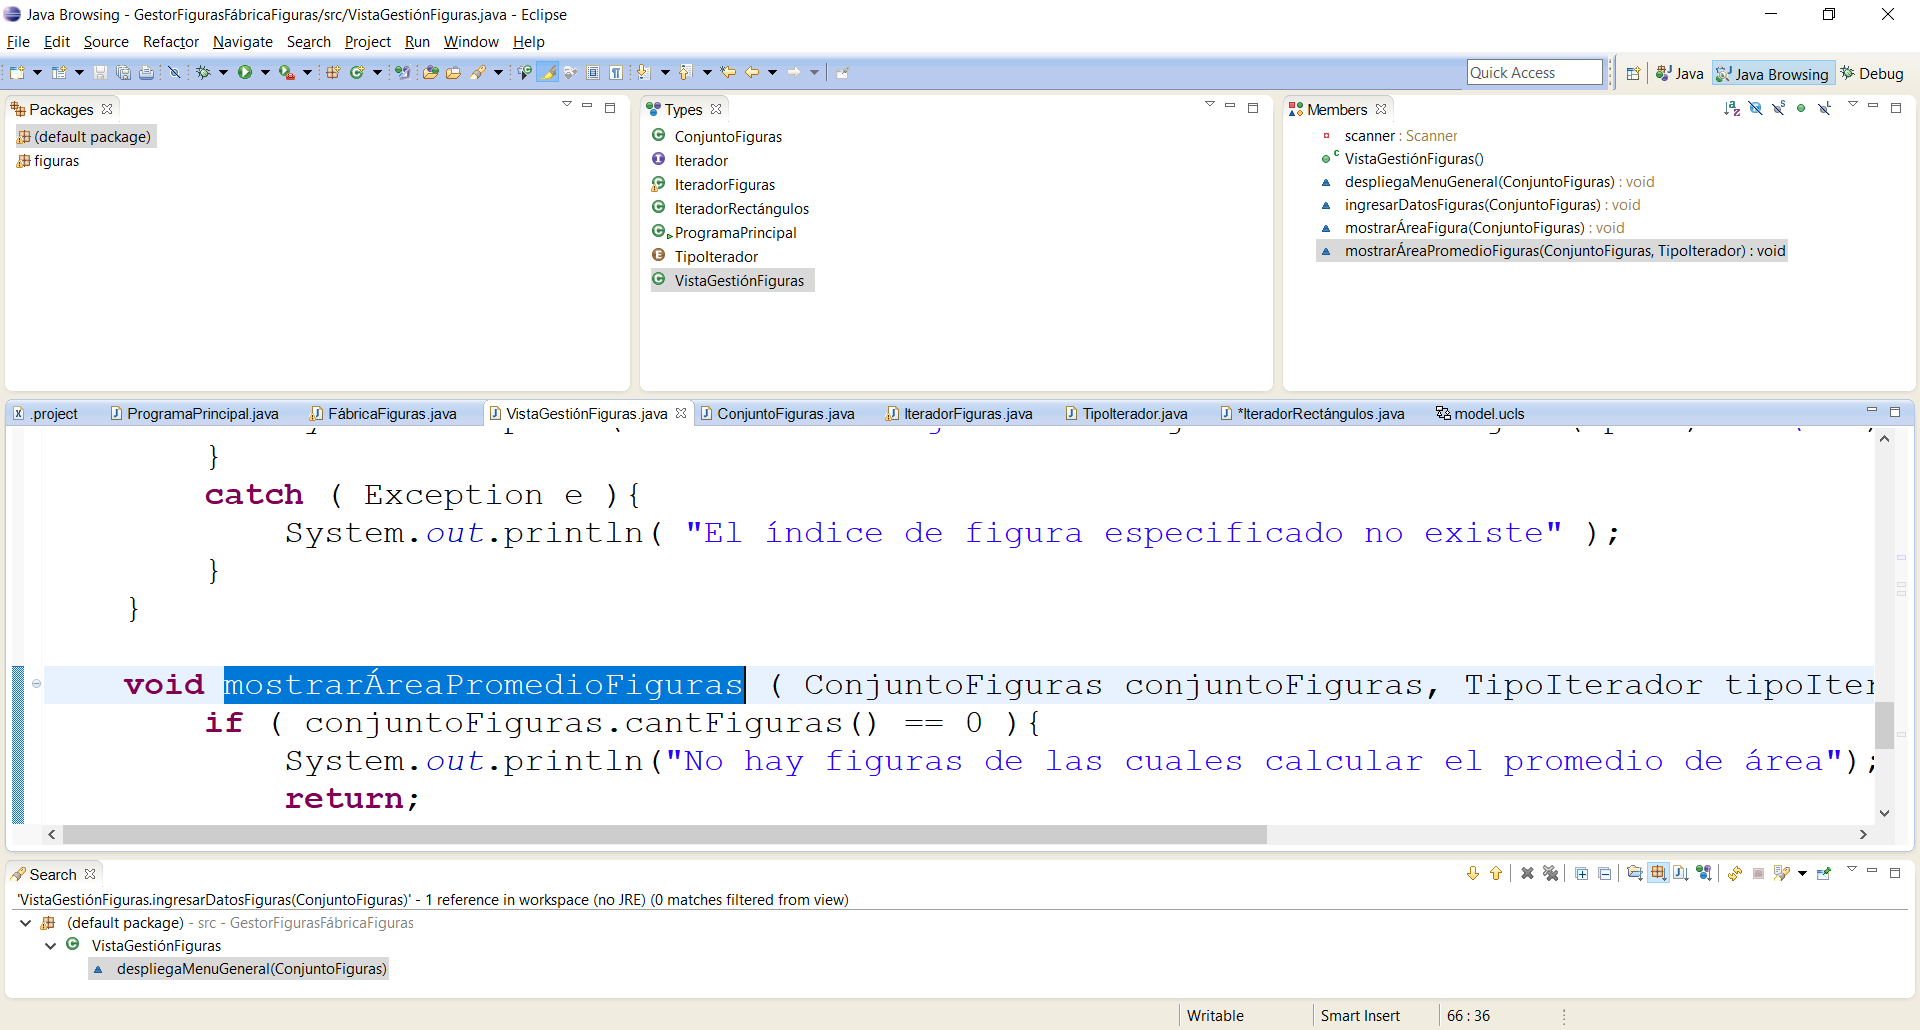 Java Browsing - GestorFigurasFábricaFiguras/src/VistaGestiónFiguras.java - Eclipse
File Edit Source Refactor Navigate Search Project Run Window Help
Quick Access Java Java Browsing Debug
Packages
(default package)
figuras
Types
ConjuntoFiguras
Iterador
IteradorFiguras
IteradorRectángulos
ProgramaPrincipal
TipoIterador
VistaGestiónFiguras
Members
scanner : Scanner
VistaGestiónFiguras()
despliegaMenuGeneral(ConjuntoFiguras) : void
ingresarDatosFiguras(ConjuntoFiguras) : void
mostrarÁreaFigura(ConjuntoFiguras) : void
mostrarÁreaPromedioFiguras(ConjuntoFiguras, TipoIterador) : void
.project ProgramaPrincipal.java FábricaFiguras.java VistaGestiónFiguras.java ConjuntoFiguras.java IteradorFiguras.java TipoIterador.java *IteradorRectángulos.java model.ucls
}
catch ( Exception e ){
System.out.println( "El índice de figura especificado no existe" );
}
}
void mostrarÁreaPromedioFiguras ( ConjuntoFiguras conjuntoFiguras, TipoIterador tipoIter
if ( conjuntoFiguras.cantFiguras() == 0 ){
System.out.println("No hay figuras de las cuales calcular el promedio de área");
return;
Search
'VistaGestiónFiguras.ingresarDatosFiguras(ConjuntoFiguras)' - 1 reference in workspace (no JRE) (0 matches filtered from view)
(default package) - src - GestorFigurasFábricaFiguras
VistaGestiónFiguras
despliegaMenuGeneral(ConjuntoFiguras)
Writable Smart Insert 66 : 36